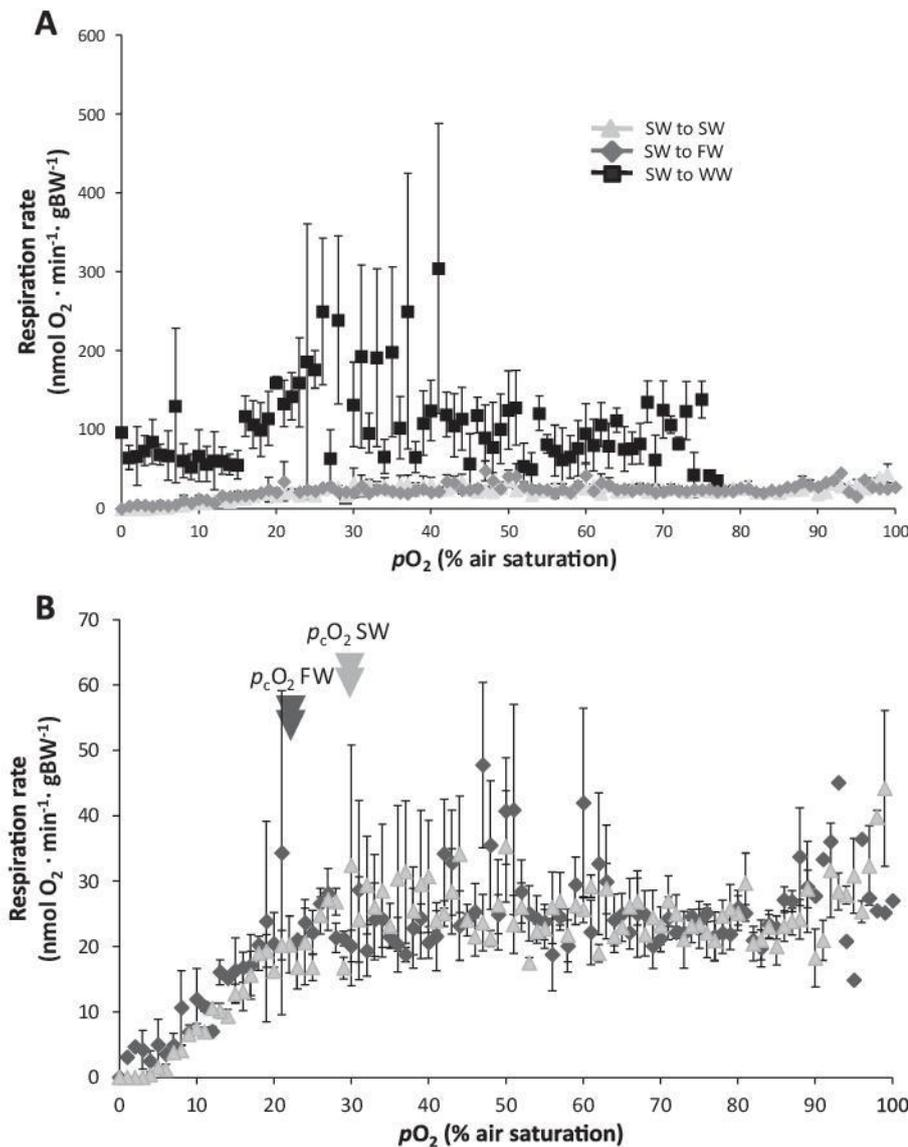 A
600
500
400
300
200
100
0
Respiration rate
(nmol O₂ · min⁻¹· gBW⁻¹)
SW to SW
SW to FW
SW to WW
0 10 20 30 40 50 60 70 80 90 100
pO₂ (% air saturation)
B
70
60
50
40
30
20
10
0
Respiration rate
(nmol O₂ · min⁻¹· gBW⁻¹)
p꜀O₂ SW
p꜀O₂ FW
0 10 20 30 40 50 60 70 80 90 100
pO₂ (% air saturation)